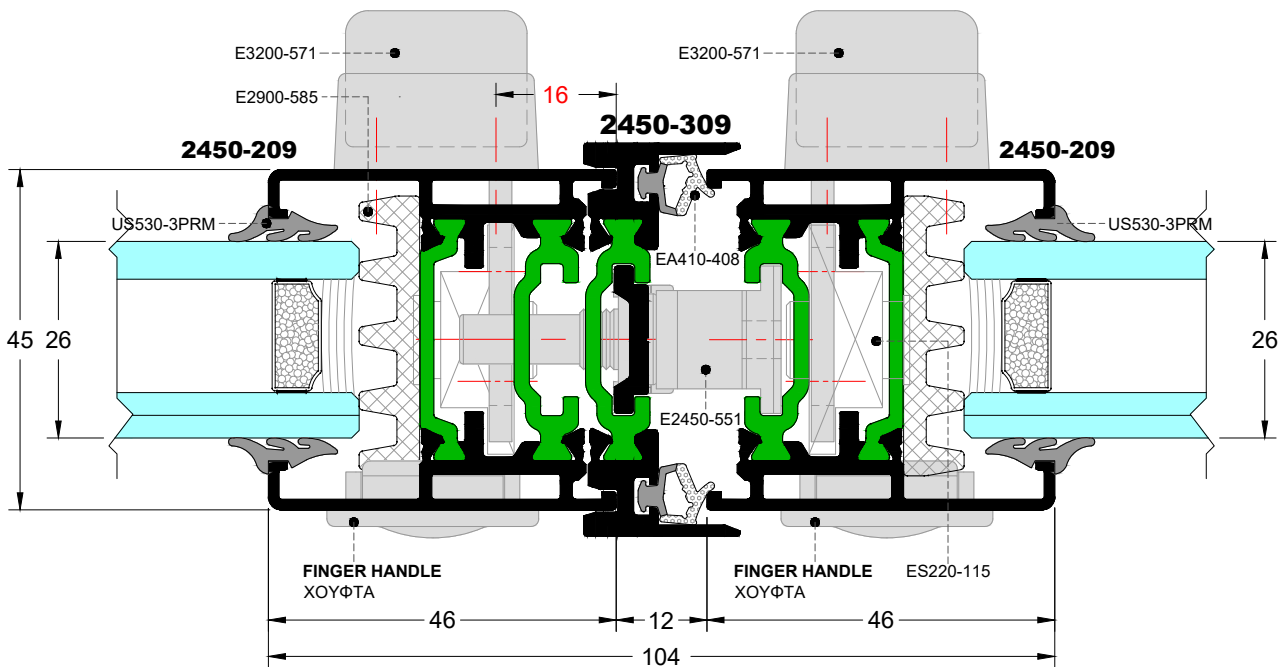 E3200-571
E3200-571
E2900-585
16
2450-309
2450-209
2450-209
US530-3PRM
US530-3PRM
EA410-408
45
26
26
E2450-551
FINGER HANDLE
ΧΟΥΦΤΑ
FINGER HANDLE
ΧΟΥΦΤΑ
ES220-115
46
12
46
104